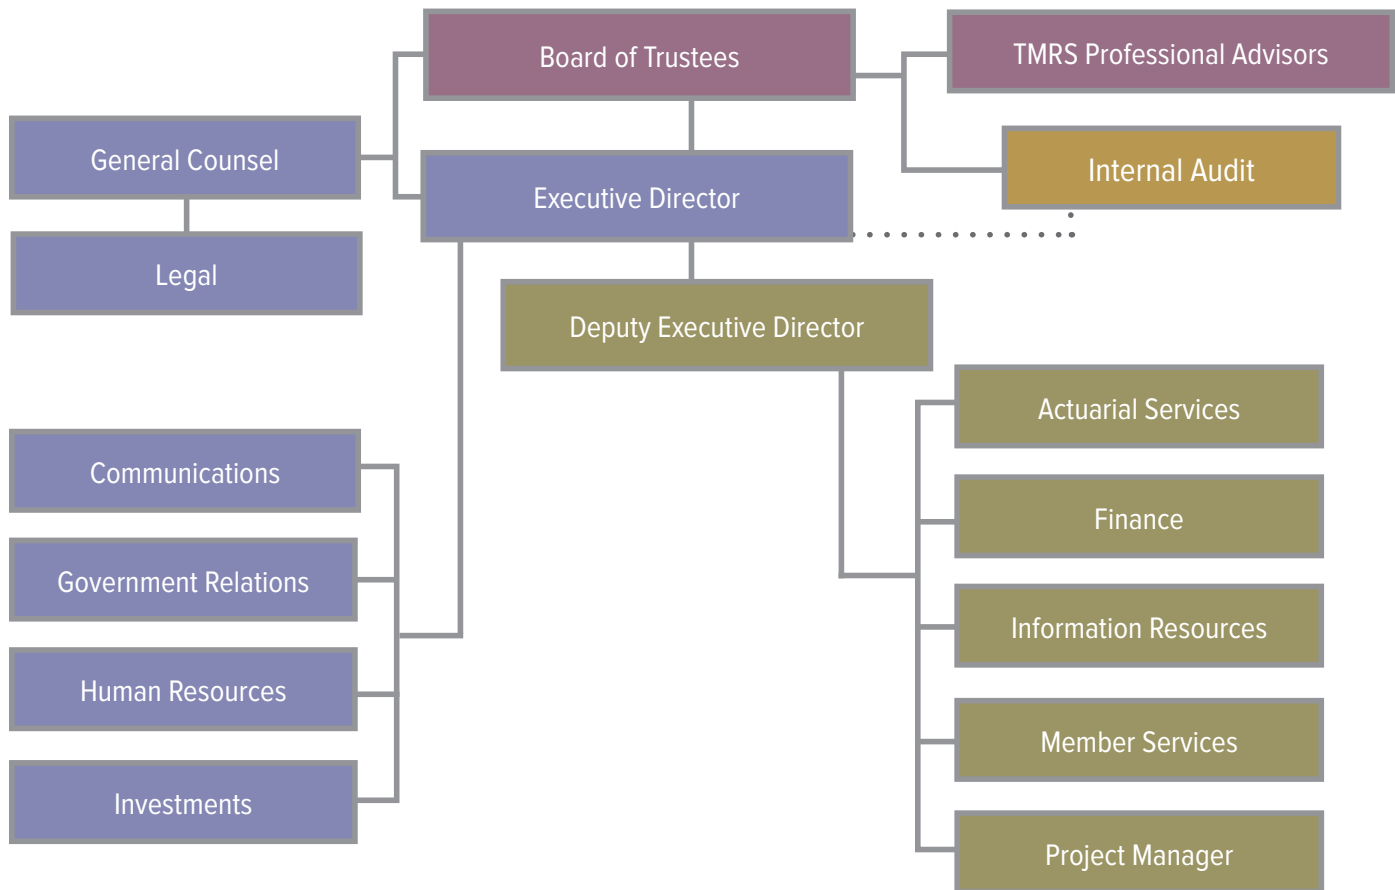 Board of Trustees
TMRS Professional Advisors
General Counsel
Internal Audit
Executive Director
Legal
Deputy Executive Director
Actuarial Services
Communications
Finance
Government Relations
Information Resources
Human Resources
Member Services
Investments
Project Manager